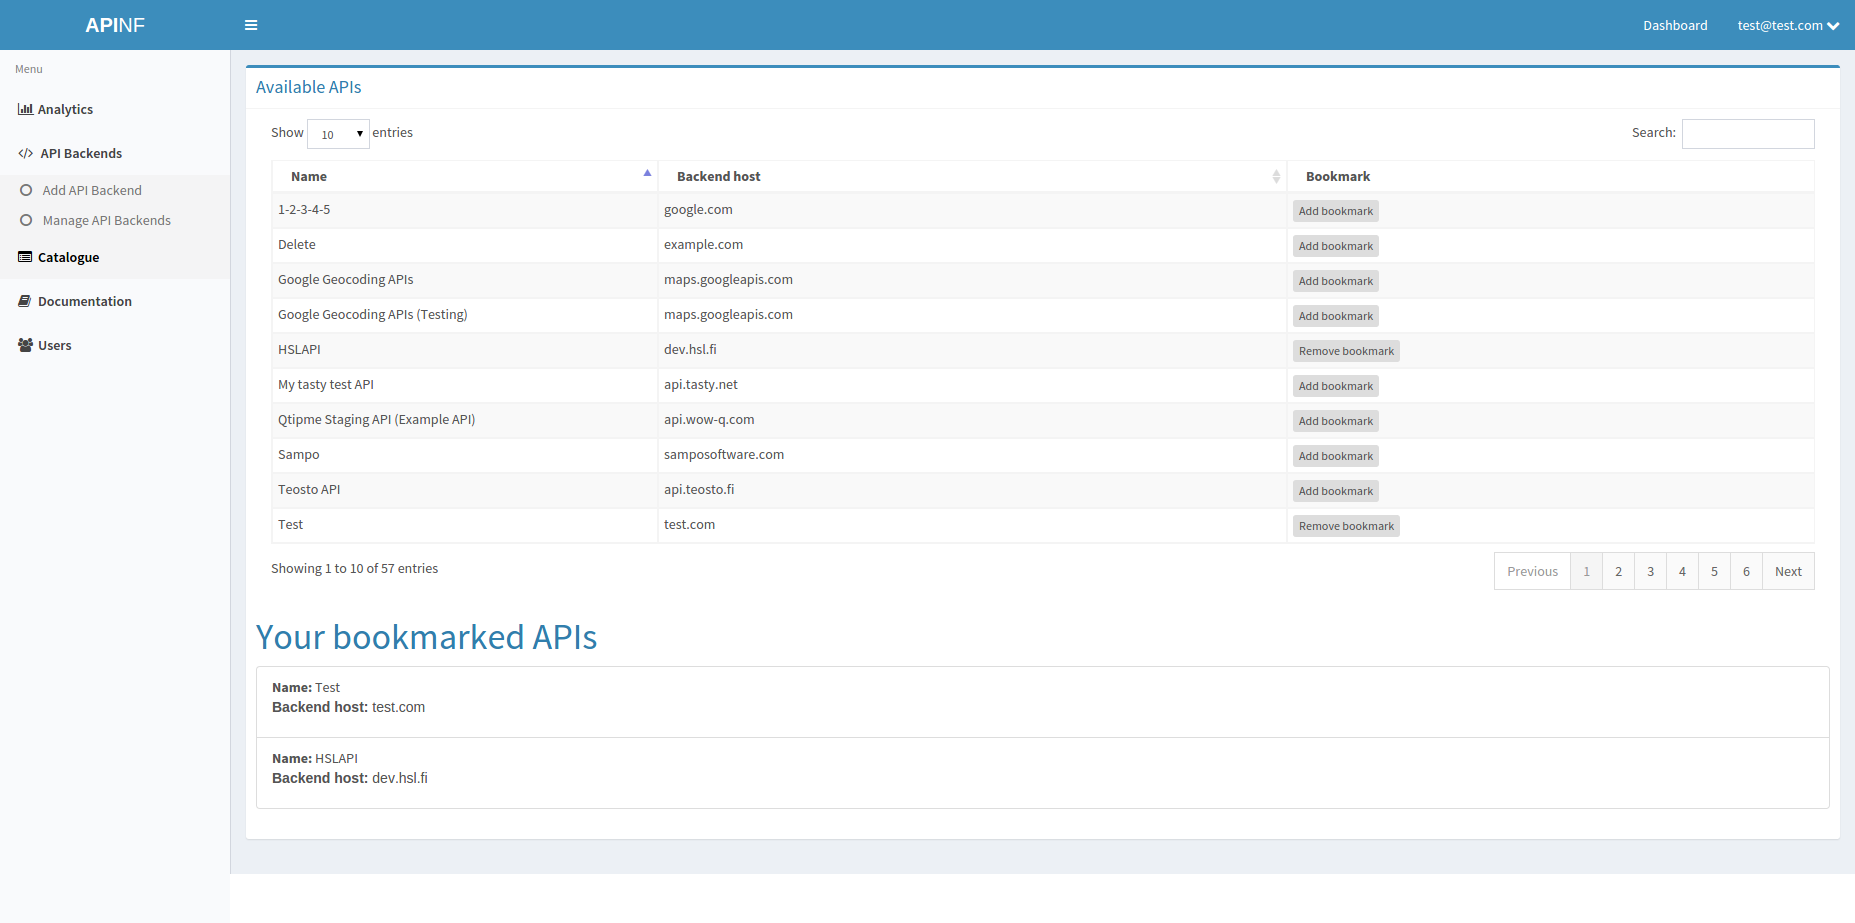 APINF
Dashboard test@test.com
Menu
Analytics
API Backends
Add API Backend
Manage API Backends
Catalogue
Documentation
Users
Available APIs
Show 10 entries Search:
Name Backend host Bookmark
1-2-3-4-5 google.com Add bookmark
Delete example.com Add bookmark
Google Geocoding APIs maps.googleapis.com Add bookmark
Google Geocoding APIs (Testing) maps.googleapis.com Add bookmark
HSLAPI dev.hsl.fi Remove bookmark
My tasty test API api.tasty.net Add bookmark
Qtipme Staging API (Example API) api.wow-q.com Add bookmark
Sampo samposoftware.com Add bookmark
Teosto API api.teosto.fi Add bookmark
Test test.com Remove bookmark
Showing 1 to 10 of 57 entries Previous 1 2 3 4 5 6 Next
Your bookmarked APIs
Name: Test
Backend host: test.com
Name: HSLAPI
Backend host: dev.hsl.fi